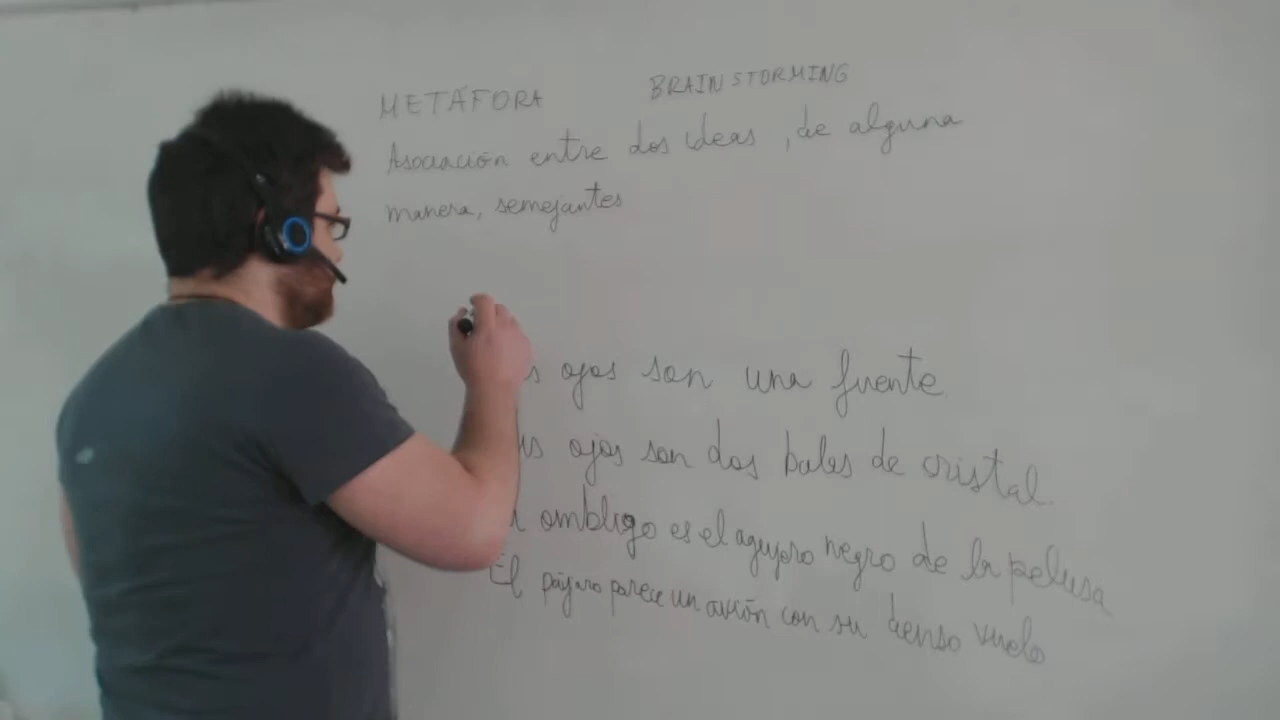 METÁFORA BRAINSTORMING
Asociación entre dos ideas, de alguna
manera, semejantes
ojos son una fuente
ojos son dos bales de cristal
ombligo es el agujero negro de la pelusa
El pájaro parece un avión con su denso vuelo